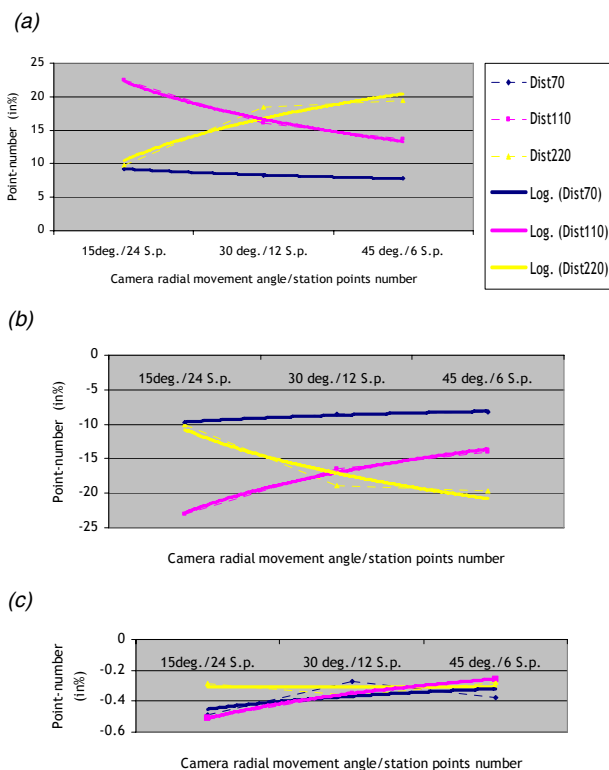 (a)
25
20
15
10
5
0
Point-number (in%)
15deg./24 S.p. 30 deg./12 S.p. 45 deg./6 S.p.
Camera radial movement angle/station points number
Dist70
Dist110
Dist220
Log. (Dist70)
Log. (Dist110)
Log. (Dist220)
(b)
0
-5
-10
-15
-20
-25
Point-number (in%)
15deg./24 S.p. 30 deg./12 S.p. 45 deg./6 S.p.
Camera radial movement angle/station points number
(c)
0
-0.2
-0.4
-0.6
Point-number
(in%)
15deg./24 S.p. 30 deg./12 S.p. 45 deg./6 S.p.
Camera radial movement angle/station points number